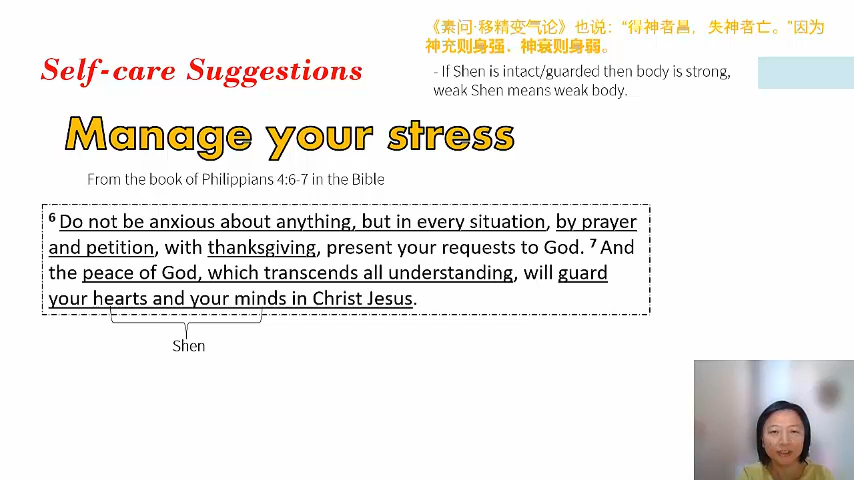 《素问·移精变气论》也说：“得神者昌，失神者亡。”因为
神充则身强，神衰则身弱。
Self-care Suggestions
- If Shen is intact/guarded then body is strong,
weak Shen means weak body.
Manage your stress
From the book of Philippians 4:6-7 in the Bible
⁶ Do not be anxious about anything, but in every situation, by prayer
and petition, with thanksgiving, present your requests to God. ⁷ And
the peace of God, which transcends all understanding, will guard
your hearts and your minds in Christ Jesus.
Shen